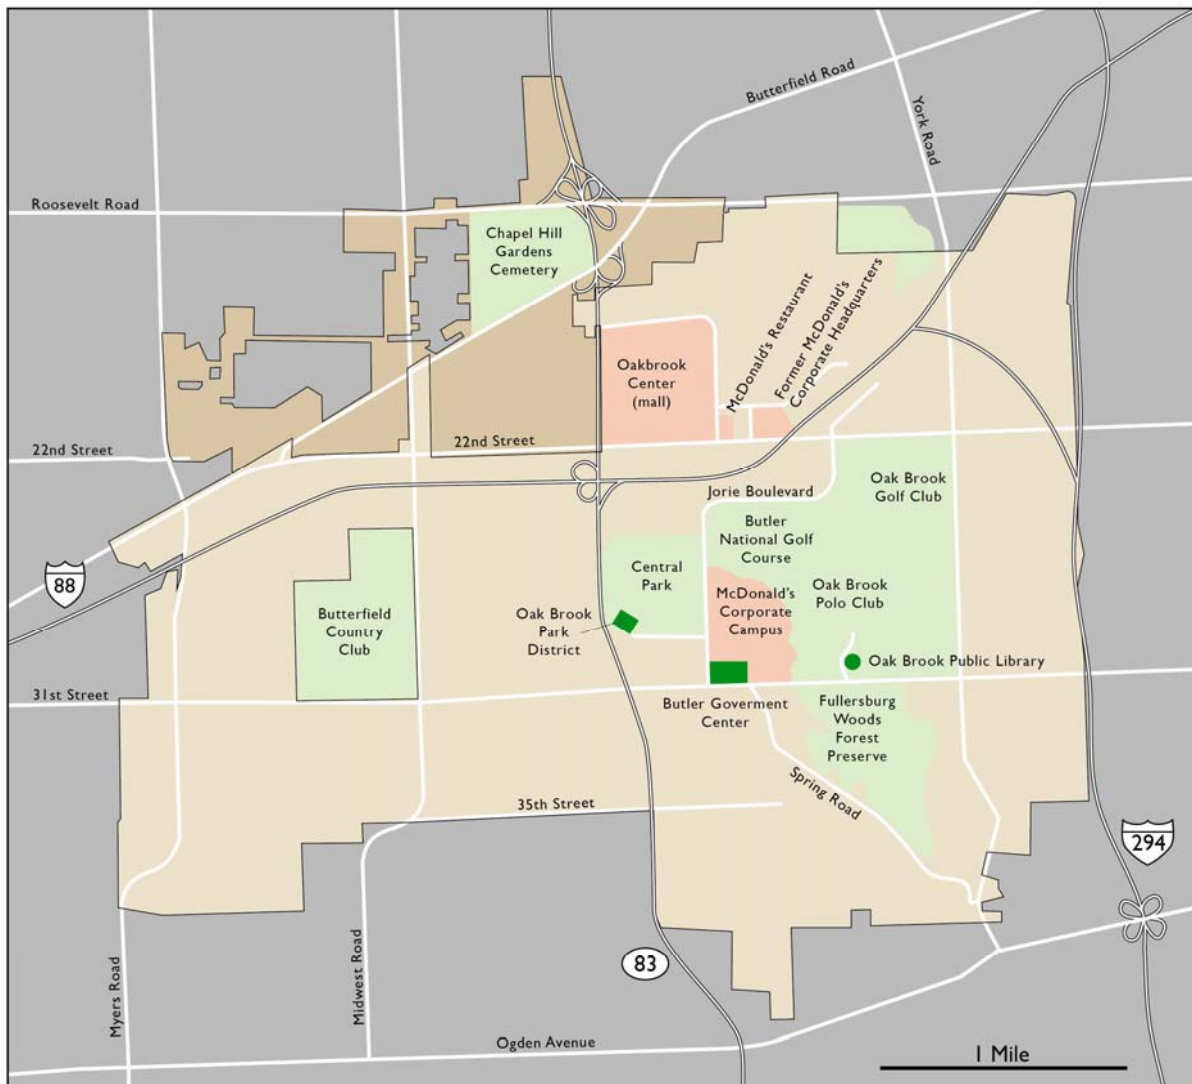 Butterfield Road
York Road
Roosevelt Road
Chapel Hill
Gardens
Cemetery
McDonald's Restaurant
Former McDonald's
Corporate Headquarters
Oakbrook
Center
(mall)
22nd Street
22nd Street
Oak Brook
Golf Club
Jorie Boulevard
Butler
National Golf
Course
88
Central
Park
Oak Brook
Polo Club
McDonald's
Corporate
Campus
Butterfield
Country
Club
Oak Brook
Park
District
Oak Brook Public Library
31st Street
Butler Goverment
Center
Fullersburg
Woods
Forest
Preserve
Spring Road
35th Street
294
83
Myers Road
Midwest Road
Ogden Avenue
1 Mile